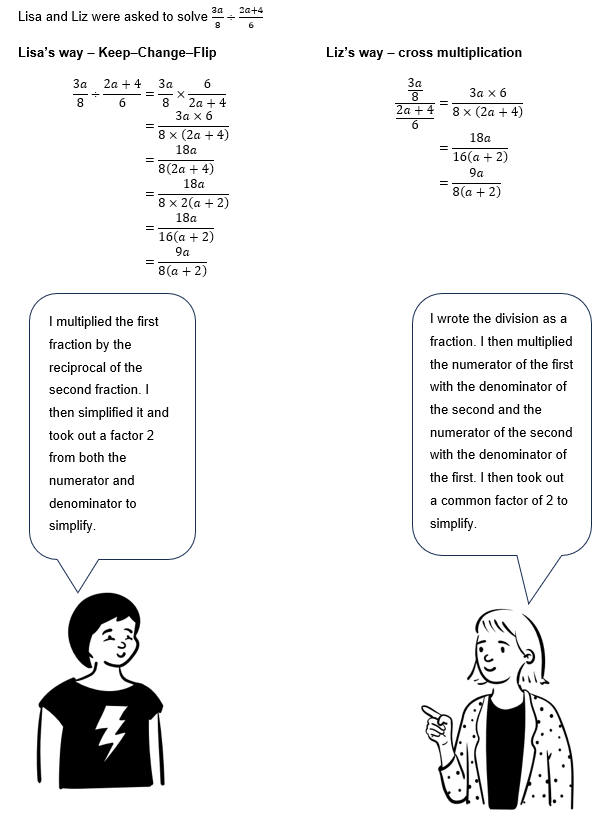 Lisa and Liz were asked to solve 3a/8 ÷ 2a+4/6
Lisa’s way – Keep–Change–Flip
3a/8 ÷ 2a + 4/6 = 3a/8 × 6/2a + 4
= 3a × 6/8 × (2a + 4)
= 18a/8(2a + 4)
= 18a/8 × 2(a + 2)
= 18a/16(a + 2)
= 9a/8(a + 2)
Liz’s way – cross multiplication
3a/8/2a + 4/6 = 3a × 6/8 × (2a + 4)
= 18a/16(a + 2)
= 9a/8(a + 2)
I multiplied the first
fraction by the
reciprocal of the
second fraction. I
then simplified it and
took out a factor 2
from both the
numerator and
denominator to
simplify.
I wrote the division as a
fraction. I then multiplied
the numerator of the first
with the denominator of
the second and the
numerator of the second
with the denominator of
the first. I then took out
a common factor of 2 to
simplify.